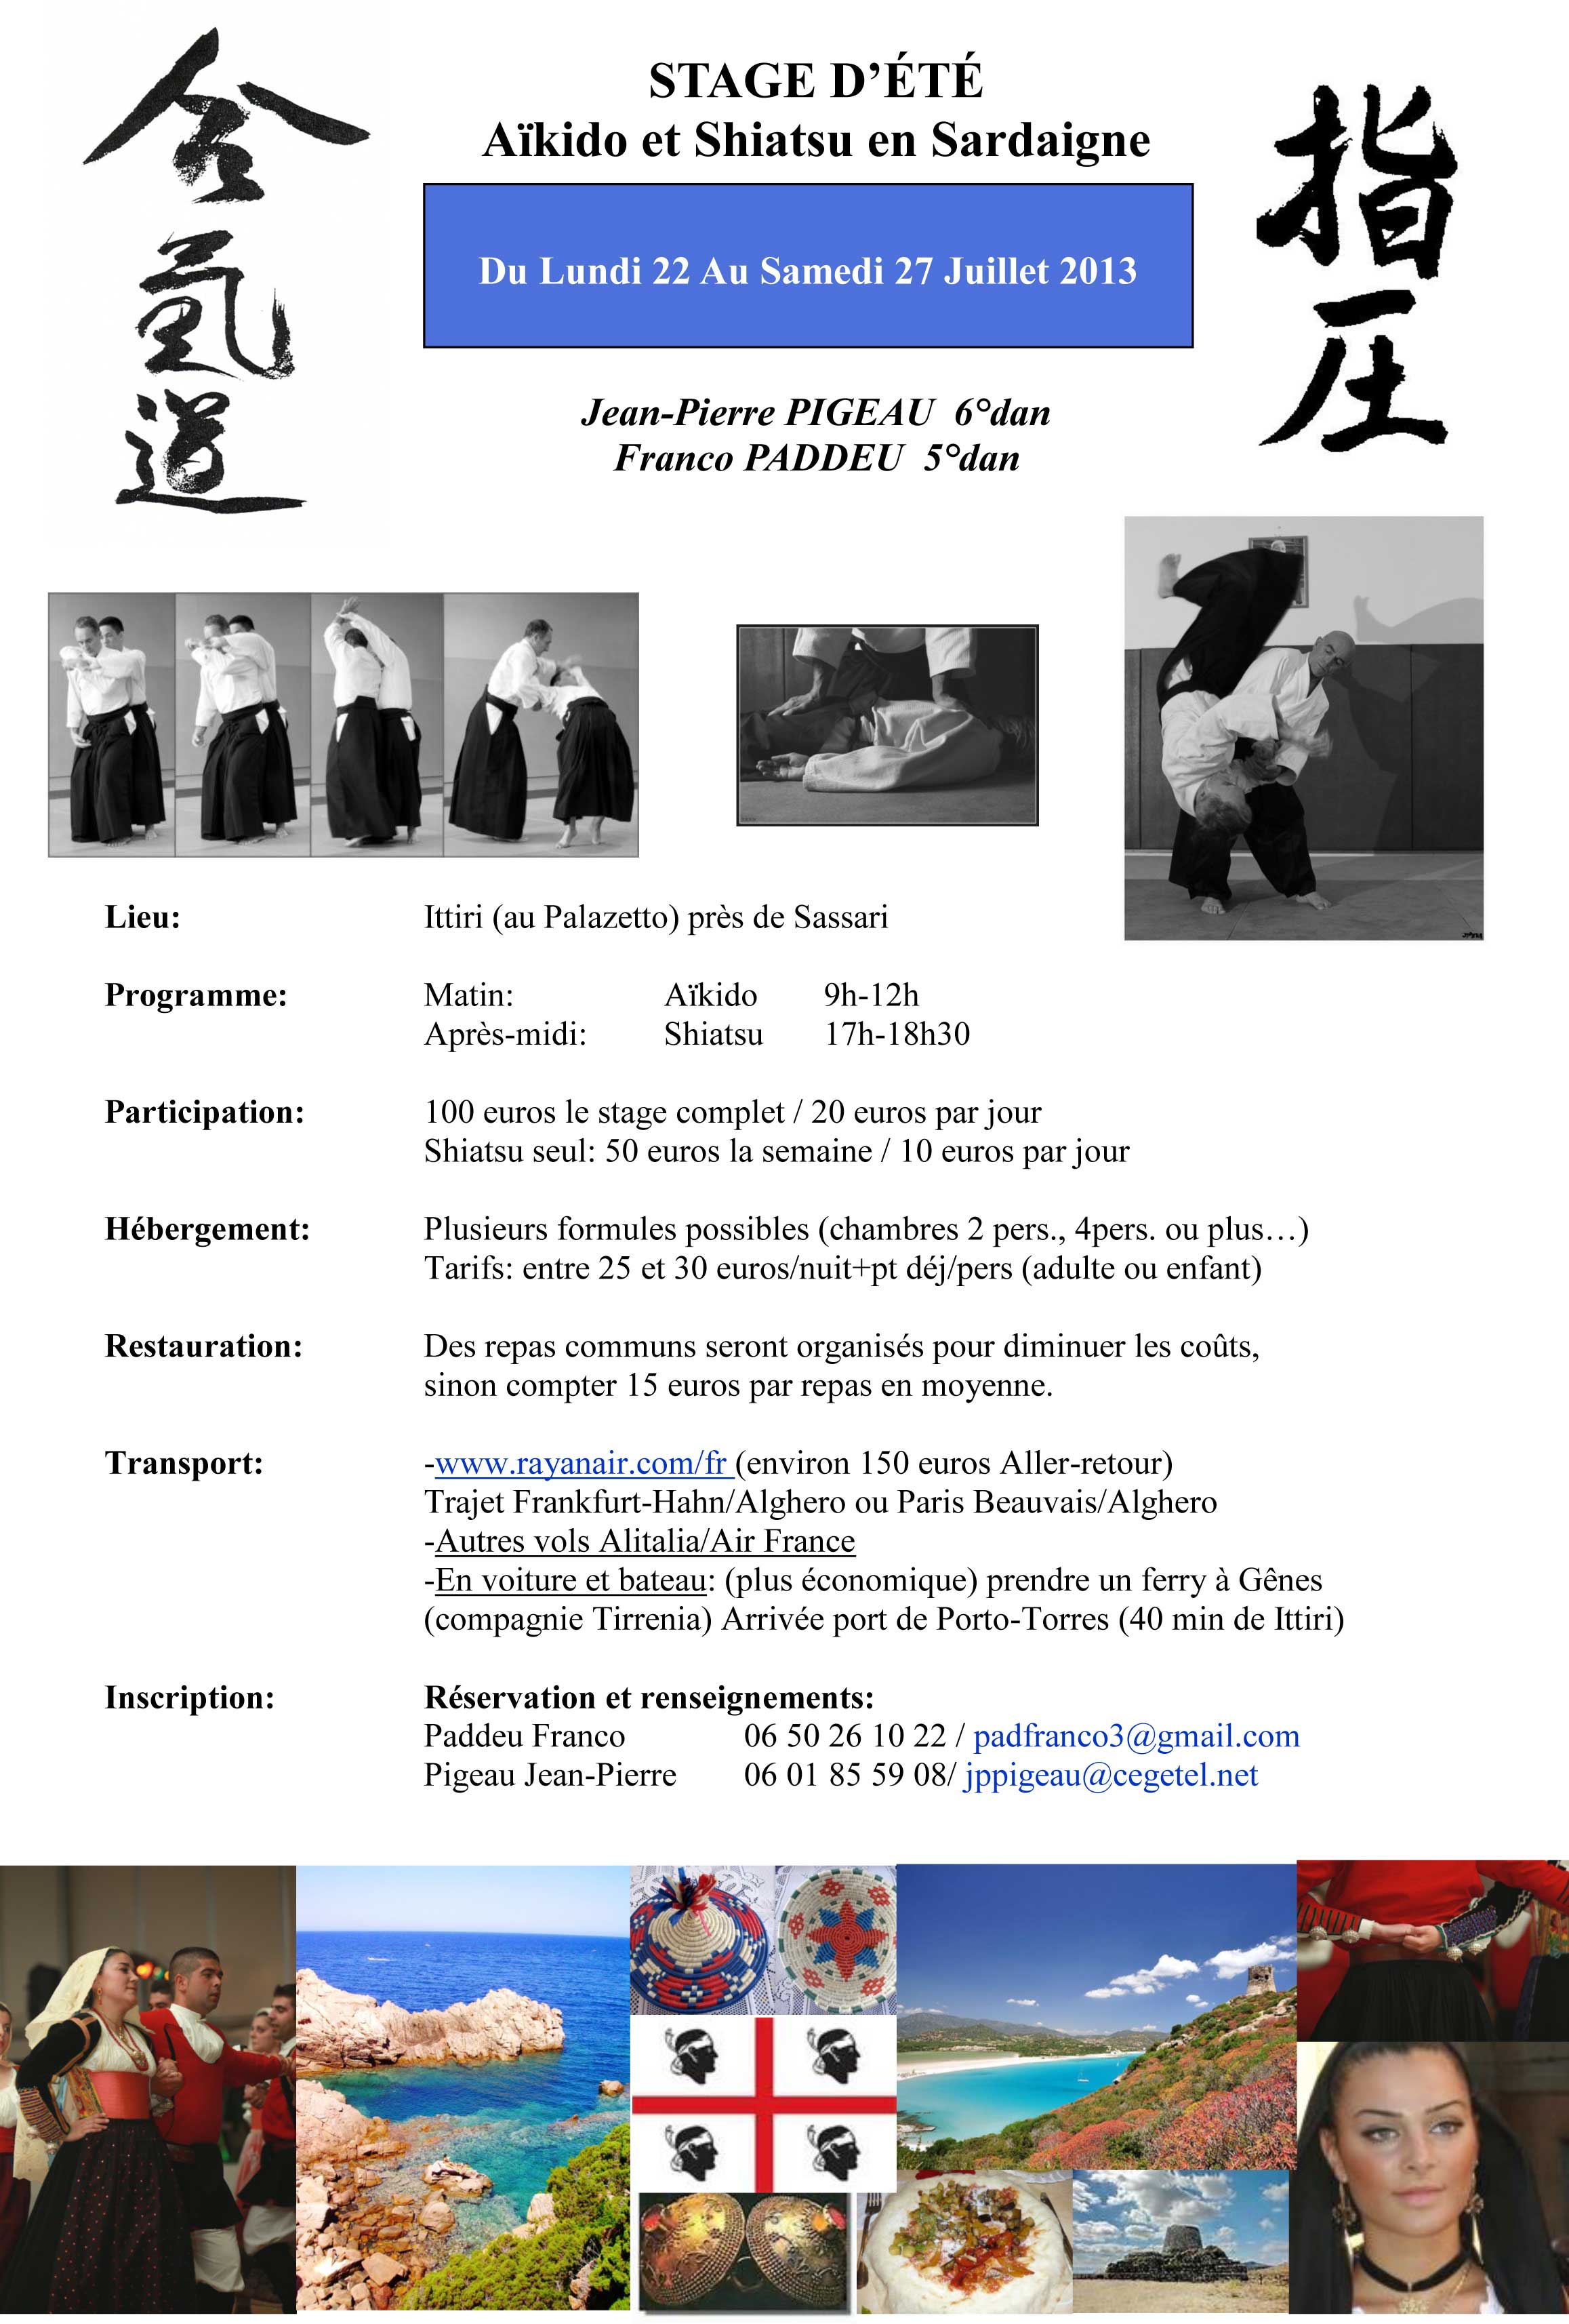 合
氣
道
指
圧
STAGE D'ÉTÉ
Aïkido et Shiatsu en Sardaigne
Du Lundi 22 Au Samedi 27 Juillet 2013
Jean-Pierre PIGEAU 6°dan
Franco PADDEU 5°dan
Lieu: Ittiri (au Palazetto) près de Sassari
Programme: Matin: Aïkido 9h-12h
Après-midi: Shiatsu 17h-18h30
Participation: 100 euros le stage complet / 20 euros par jour
Shiatsu seul: 50 euros la semaine / 10 euros par jour
Hébergement: Plusieurs formules possibles (chambres 2 pers., 4pers. ou plus…)
Tarifs: entre 25 et 30 euros/nuit+pt déj/pers (adulte ou enfant)
Restauration: Des repas communs seront organisés pour diminuer les coûts,
sinon compter 15 euros par repas en moyenne.
Transport: -www.rayanair.com/fr (environ 150 euros Aller-retour)
Trajet Frankfurt-Hahn/Alghero ou Paris Beauvais/Alghero
-Autres vols Alitalia/Air France
-En voiture et bateau: (plus économique) prendre un ferry à Gênes
(compagnie Tirrenia) Arrivée port de Porto-Torres (40 min de Ittiri)
Inscription: Réservation et renseignements:
Paddeu Franco 06 50 26 10 22 / padfranco3@gmail.com
Pigeau Jean-Pierre 06 01 85 59 08/ jppigeau@cegetel.net